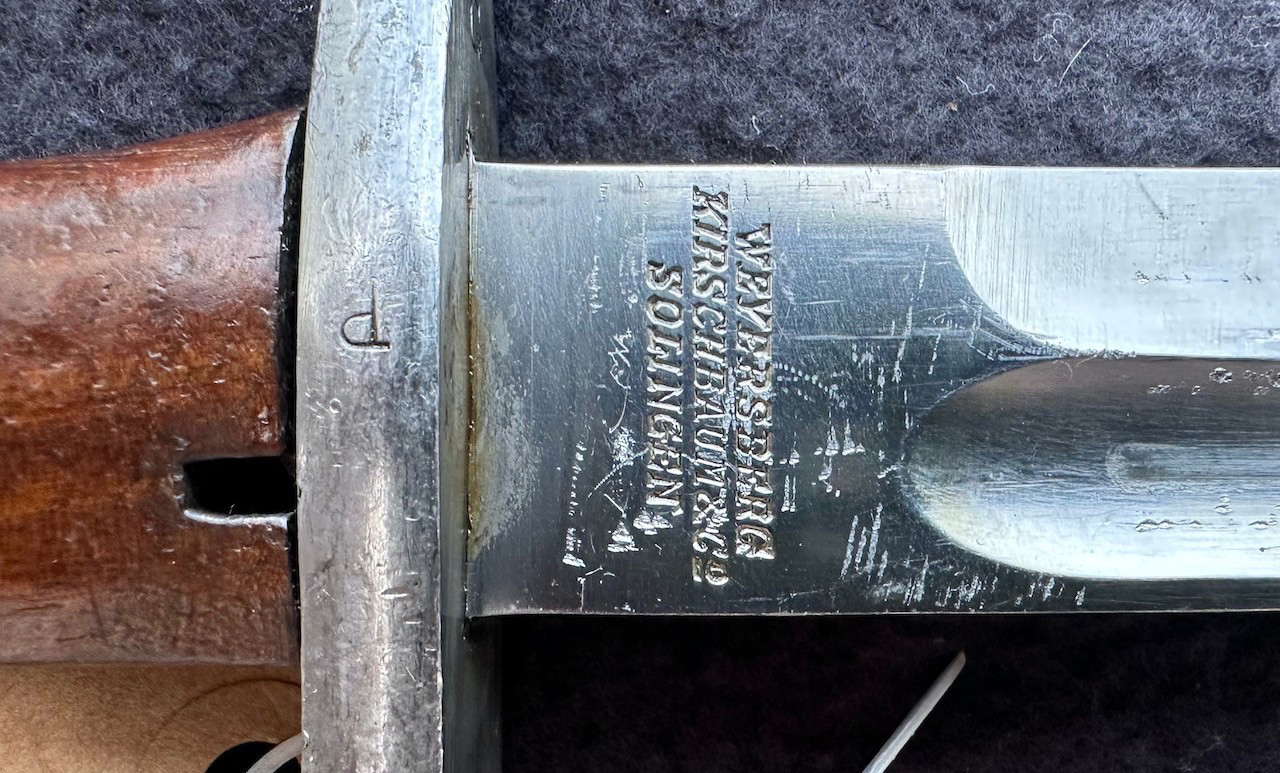 WEYERSBERG
KIRSCHBAUM & Cº
SOLINGEN
A